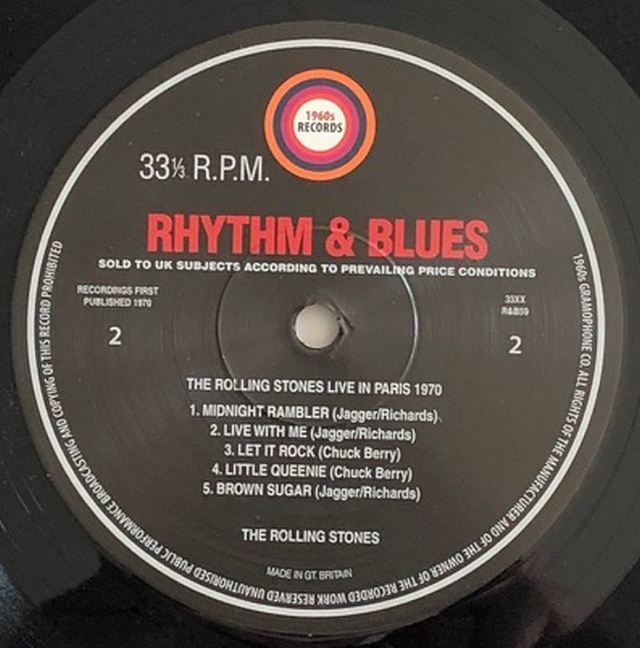 1960s
RECORDS
33⅓ R.P.M.
RHYTHM & BLUES
SOLD TO UK SUBJECTS ACCORDING TO PREVAILING PRICE CONDITIONS
RECORDINGS FIRST
PUBLISHED 1970
2
33XX
R&B59
2
THE ROLLING STONES LIVE IN PARIS 1970
1. MIDNIGHT RAMBLER (Jagger/Richards)
2. LIVE WITH ME (Jagger/Richards)
3. LET IT ROCK (Chuck Berry)
4. LITTLE QUEENIE (Chuck Berry)
5. BROWN SUGAR (Jagger/Richards)
THE ROLLING STONES
MADE IN GT. BRITAIN
1960s GRAMOPHONE CO. ALL RIGHTS OF THE MANUFACTURER AND OF THE OWNER OF THE RECORDED WORK RESERVED UNAUTHORISED PUBLIC PERFORMANCE BROADCASTING AND COPYING OF THIS RECORD PROHIBITED